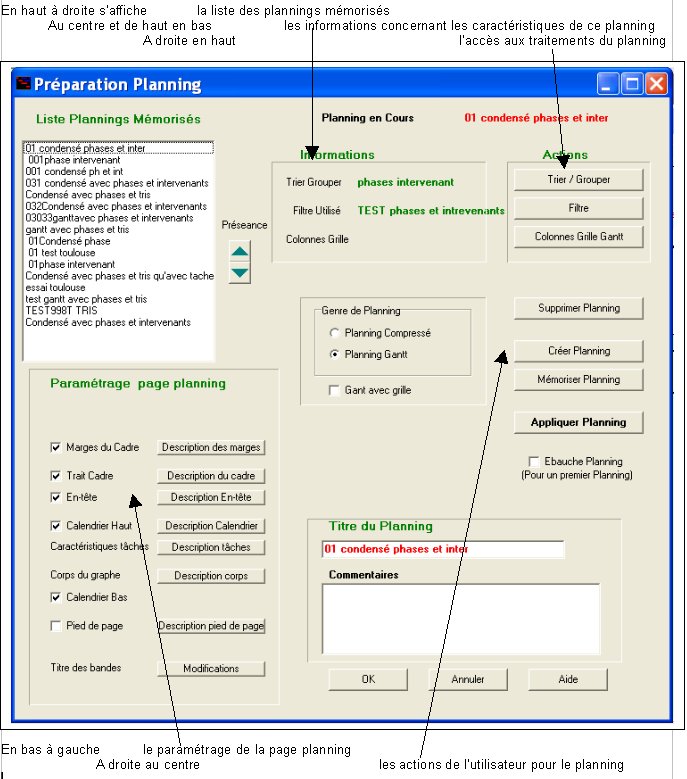 En haut à droite s'affiche la liste des plannings mémorisés
Au centre et de haut en bas les informations concernant les caractéristiques de ce planning
A droite en haut l'accès aux traitements du planning
Préparation Planning
Liste Plannings Mémorisés
Planning en Cours 01 condensé phases et inter
01 condensé phases et inter
001phase intervenant
001 condensé ph et int
031 condensé avec phases et intervenants
Condensé avec phases et tris
032Condensé avec phases et intervenants
03033ganttavec phases et intervenants
gantt avec phases et tris
01Condensé phase
01 test toulouse
01phase intervenant
Condensé avec phases et tris qu'avec tache
essai toulouse
test gantt avec phases et tris
TEST998T TRIS
Condensé avec phases et intervenants
Préseance
Informations
Trier Grouper phases intervenant
Filtre Utilisé TEST phases et intrevenants
Colonnes Grille
Actions
Trier / Grouper
Filtre
Colonnes Grille Gantt
Genre de Planning
Planning Compressé
Planning Gantt
Gant avec grille
Supprimer Planning
Créer Planning
Mémoriser Planning
Appliquer Planning
Ebauche Planning
(Pour un premier Planning)
Paramétrage page planning
Marges du Cadre Description des marges
Trait Cadre Description du cadre
En-tête Description En-tête
Calendrier Haut Description Calendrier
Caractéristiques tâches Description tâches
Corps du graphe Description corps
Calendrier Bas
Pied de page Description pied de page
Titre des bandes Modifications
Titre du Planning
01 condensé phases et inter
Commentaires
OK Annuler Aide
En bas à gauche le paramétrage de la page planning
A droite au centre les actions de l'utilisateur pour le planning